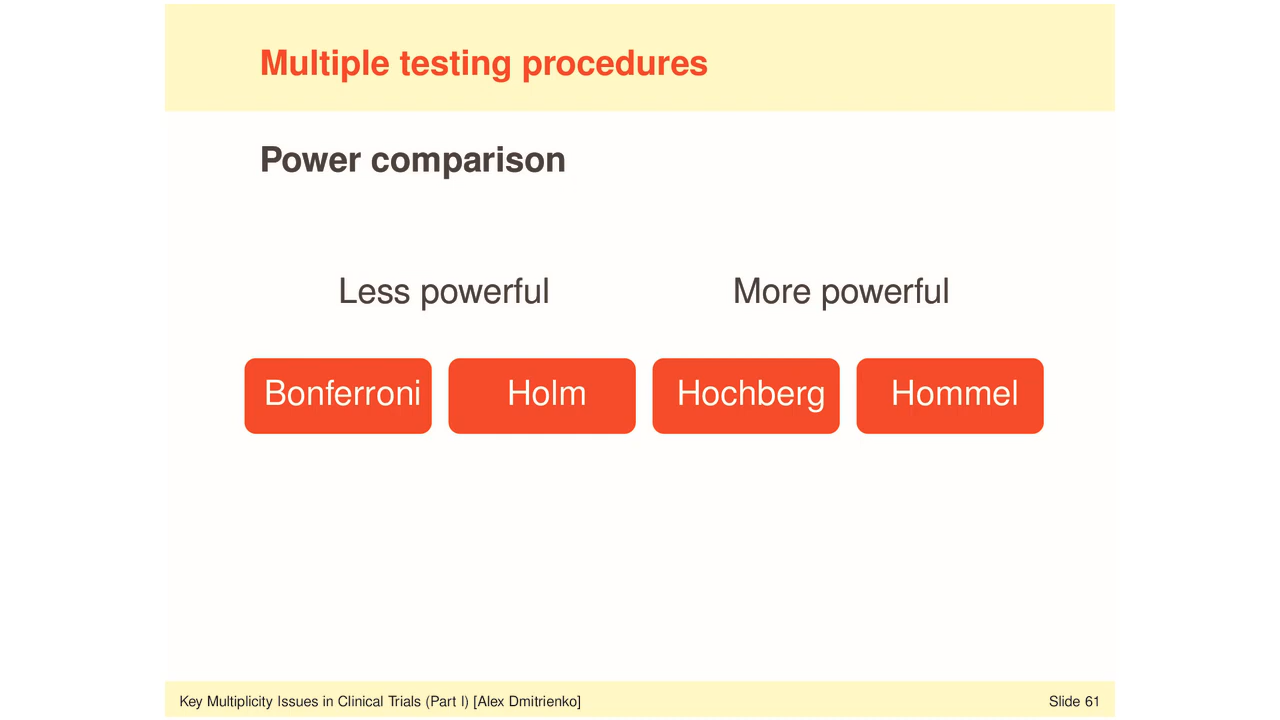 Multiple testing procedures
Power comparison
Less powerful More powerful
Bonferroni Holm Hochberg Hommel
Key Multiplicity Issues in Clinical Trials (Part I) [Alex Dmitrienko] Slide 61